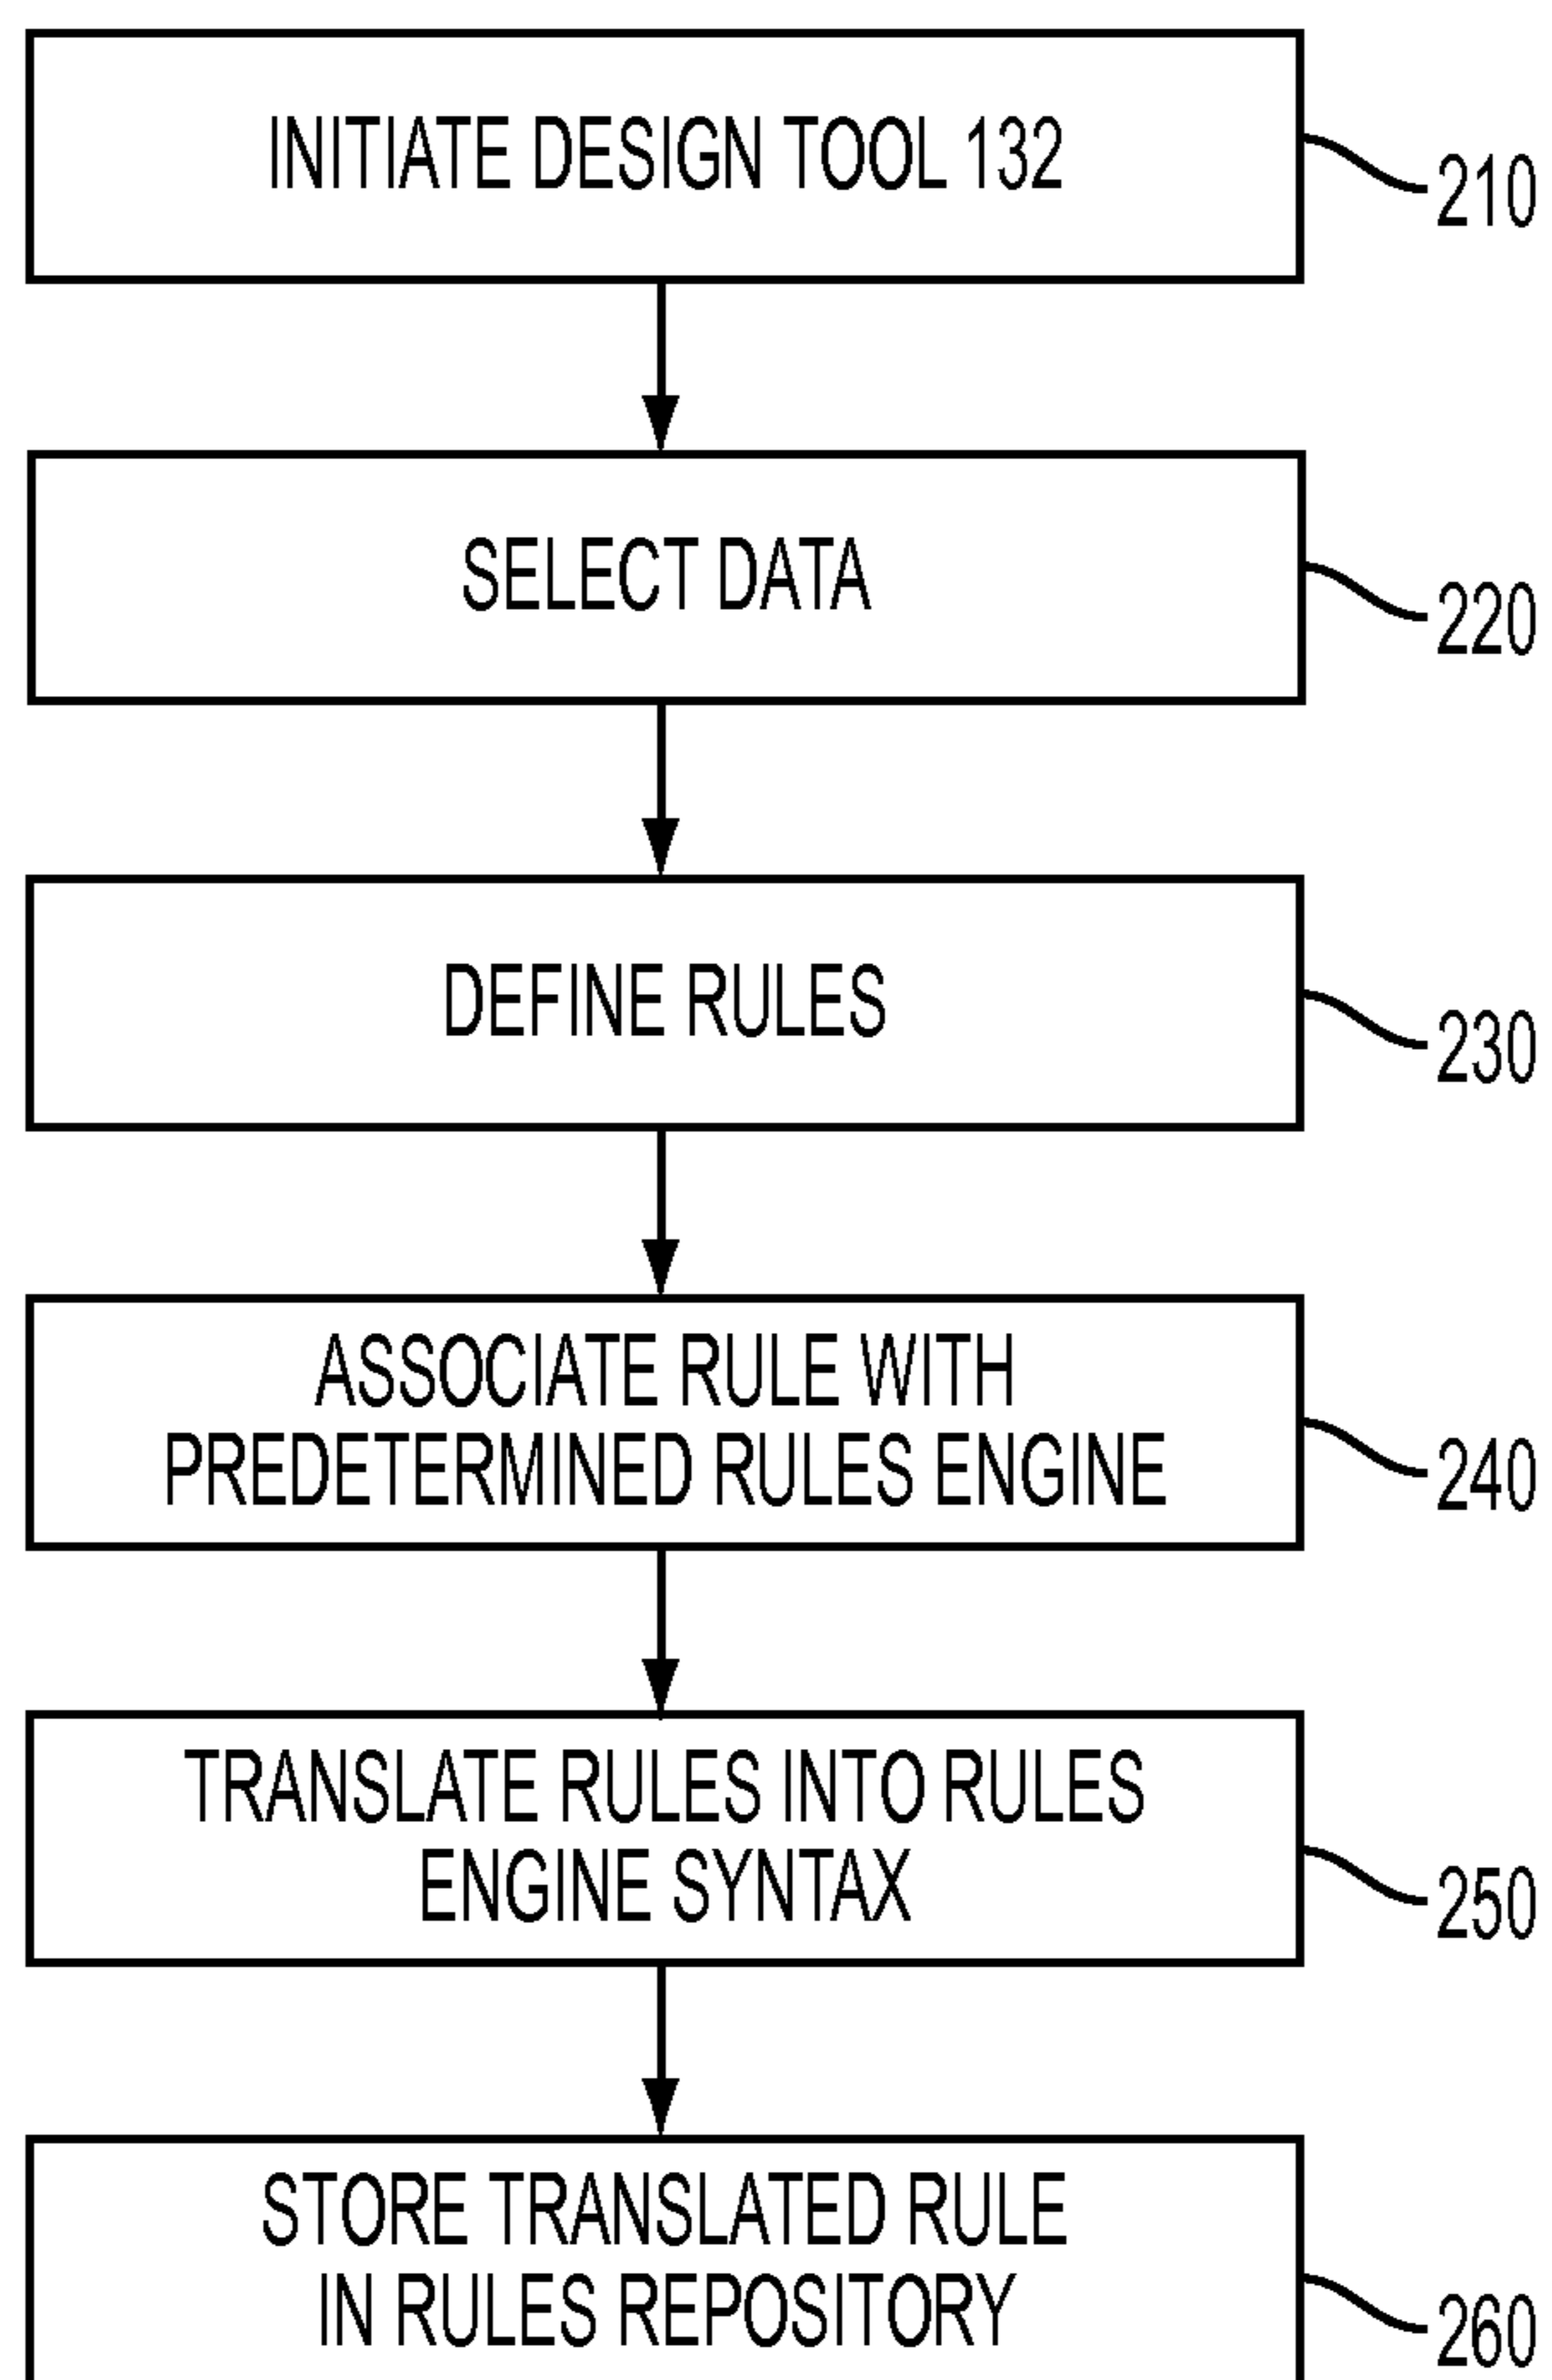 INITIATE DESIGN TOOL 132
210
SELECT DATA
220
DEFINE RULES
230
ASSOCIATE RULE WITH
PREDETERMINED RULES ENGINE
240
TRANSLATE RULES INTO RULES
ENGINE SYNTAX
250
STORE TRANSLATED RULE
IN RULES REPOSITORY
260